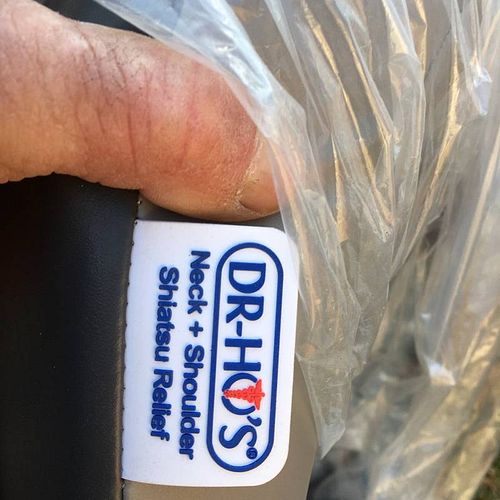 DR-HO'S®
Neck + Shoulder
Shiatsu Relief